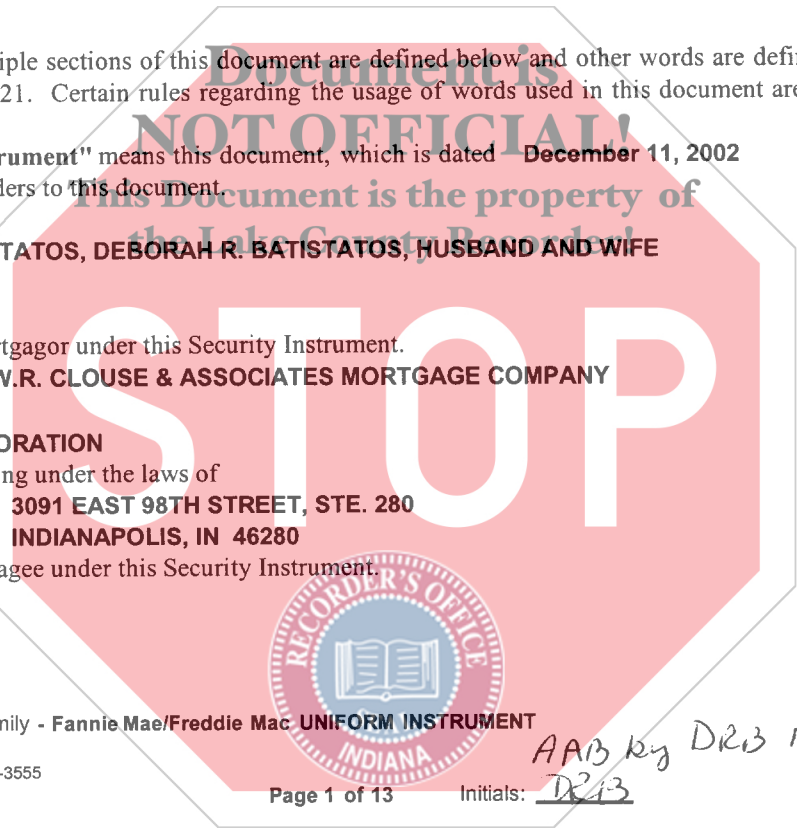 iple sections of this document are defined below and other words are defi
Document is
21. Certain rules regarding the usage of words used in this document are
NOT OFFICIAL!
rument" means this document, which is dated December 11, 2002
ders to this document.
This Document is the property of
the Lake County Recorder!
TATOS, DEBORAH R. BATISTATOS, HUSBAND AND WIFE
STOP
rtgagor under this Security Instrument.
W.R. CLOUSE & ASSOCIATES MORTGAGE COMPANY
ORATION
ng under the laws of
3091 EAST 98TH STREET, STE. 280
INDIANAPOLIS, IN 46280
agee under this Security Instrument.
RECORDER'S OFFICE
SEAL
INDIANA
nily - Fannie Mae/Freddie Mac UNIFORM INSTRUMENT
AAB by DRB
-3555
Page 1 of 13 Initials: DRB